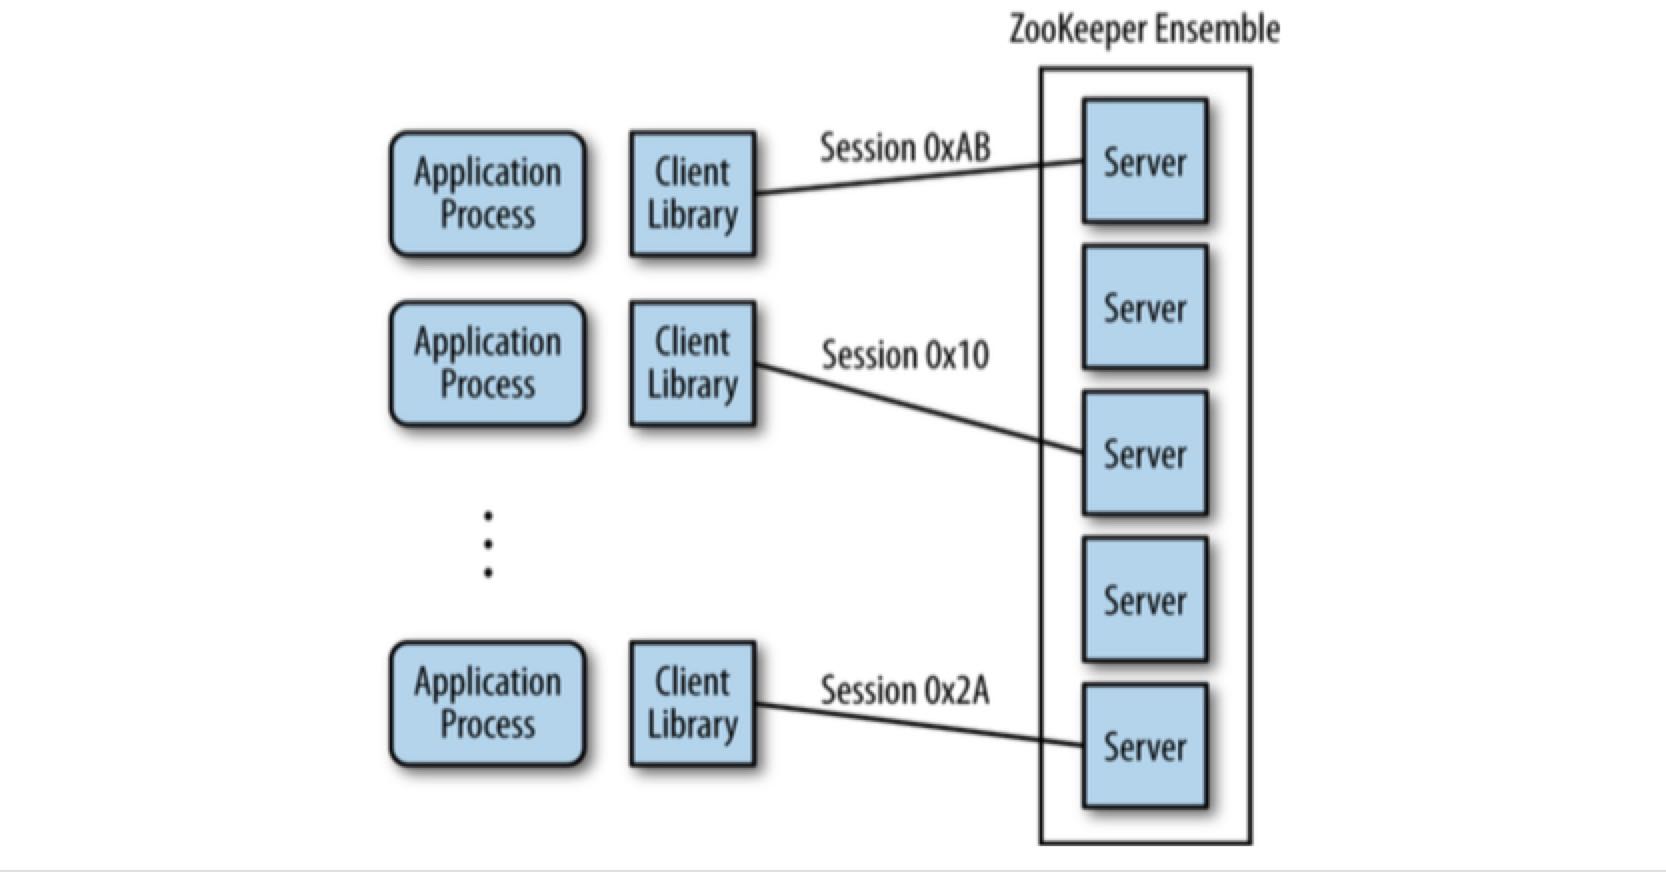 ZooKeeper Ensemble
Application
Process
Client
Library
Session 0xAB
Server
Server
Application
Process
Client
Library
Session 0x10
Server
Server
Application
Process
Client
Library
Session 0x2A
Server